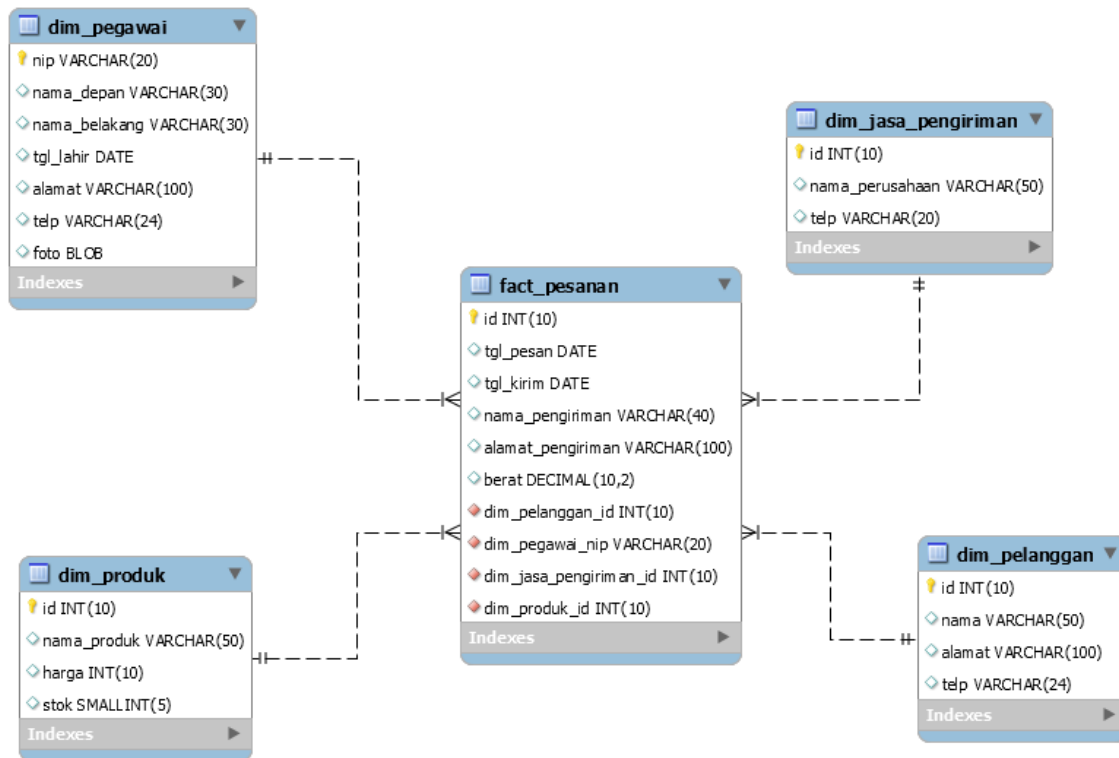 dim_pegawai
nip VARCHAR(20)
nama_depan VARCHAR(30)
nama_belakang VARCHAR(30)
tgl_lahir DATE
alamat VARCHAR(100)
telp VARCHAR(24)
foto BLOB
Indexes
dim_jasa_pengiriman
id INT(10)
nama_perusahaan VARCHAR(50)
telp VARCHAR(20)
Indexes
fact_pesanan
id INT(10)
tgl_pesan DATE
tgl_kirim DATE
nama_pengiriman VARCHAR(40)
alamat_pengiriman VARCHAR(100)
berat DECIMAL(10,2)
dim_pelanggan_id INT(10)
dim_pegawai_nip VARCHAR(20)
dim_jasa_pengiriman_id INT(10)
dim_produk_id INT(10)
Indexes
dim_produk
id INT(10)
nama_produk VARCHAR(50)
harga INT(10)
stok SMALLINT(5)
Indexes
dim_pelanggan
id INT(10)
nama VARCHAR(50)
alamat VARCHAR(100)
telp VARCHAR(24)
Indexes